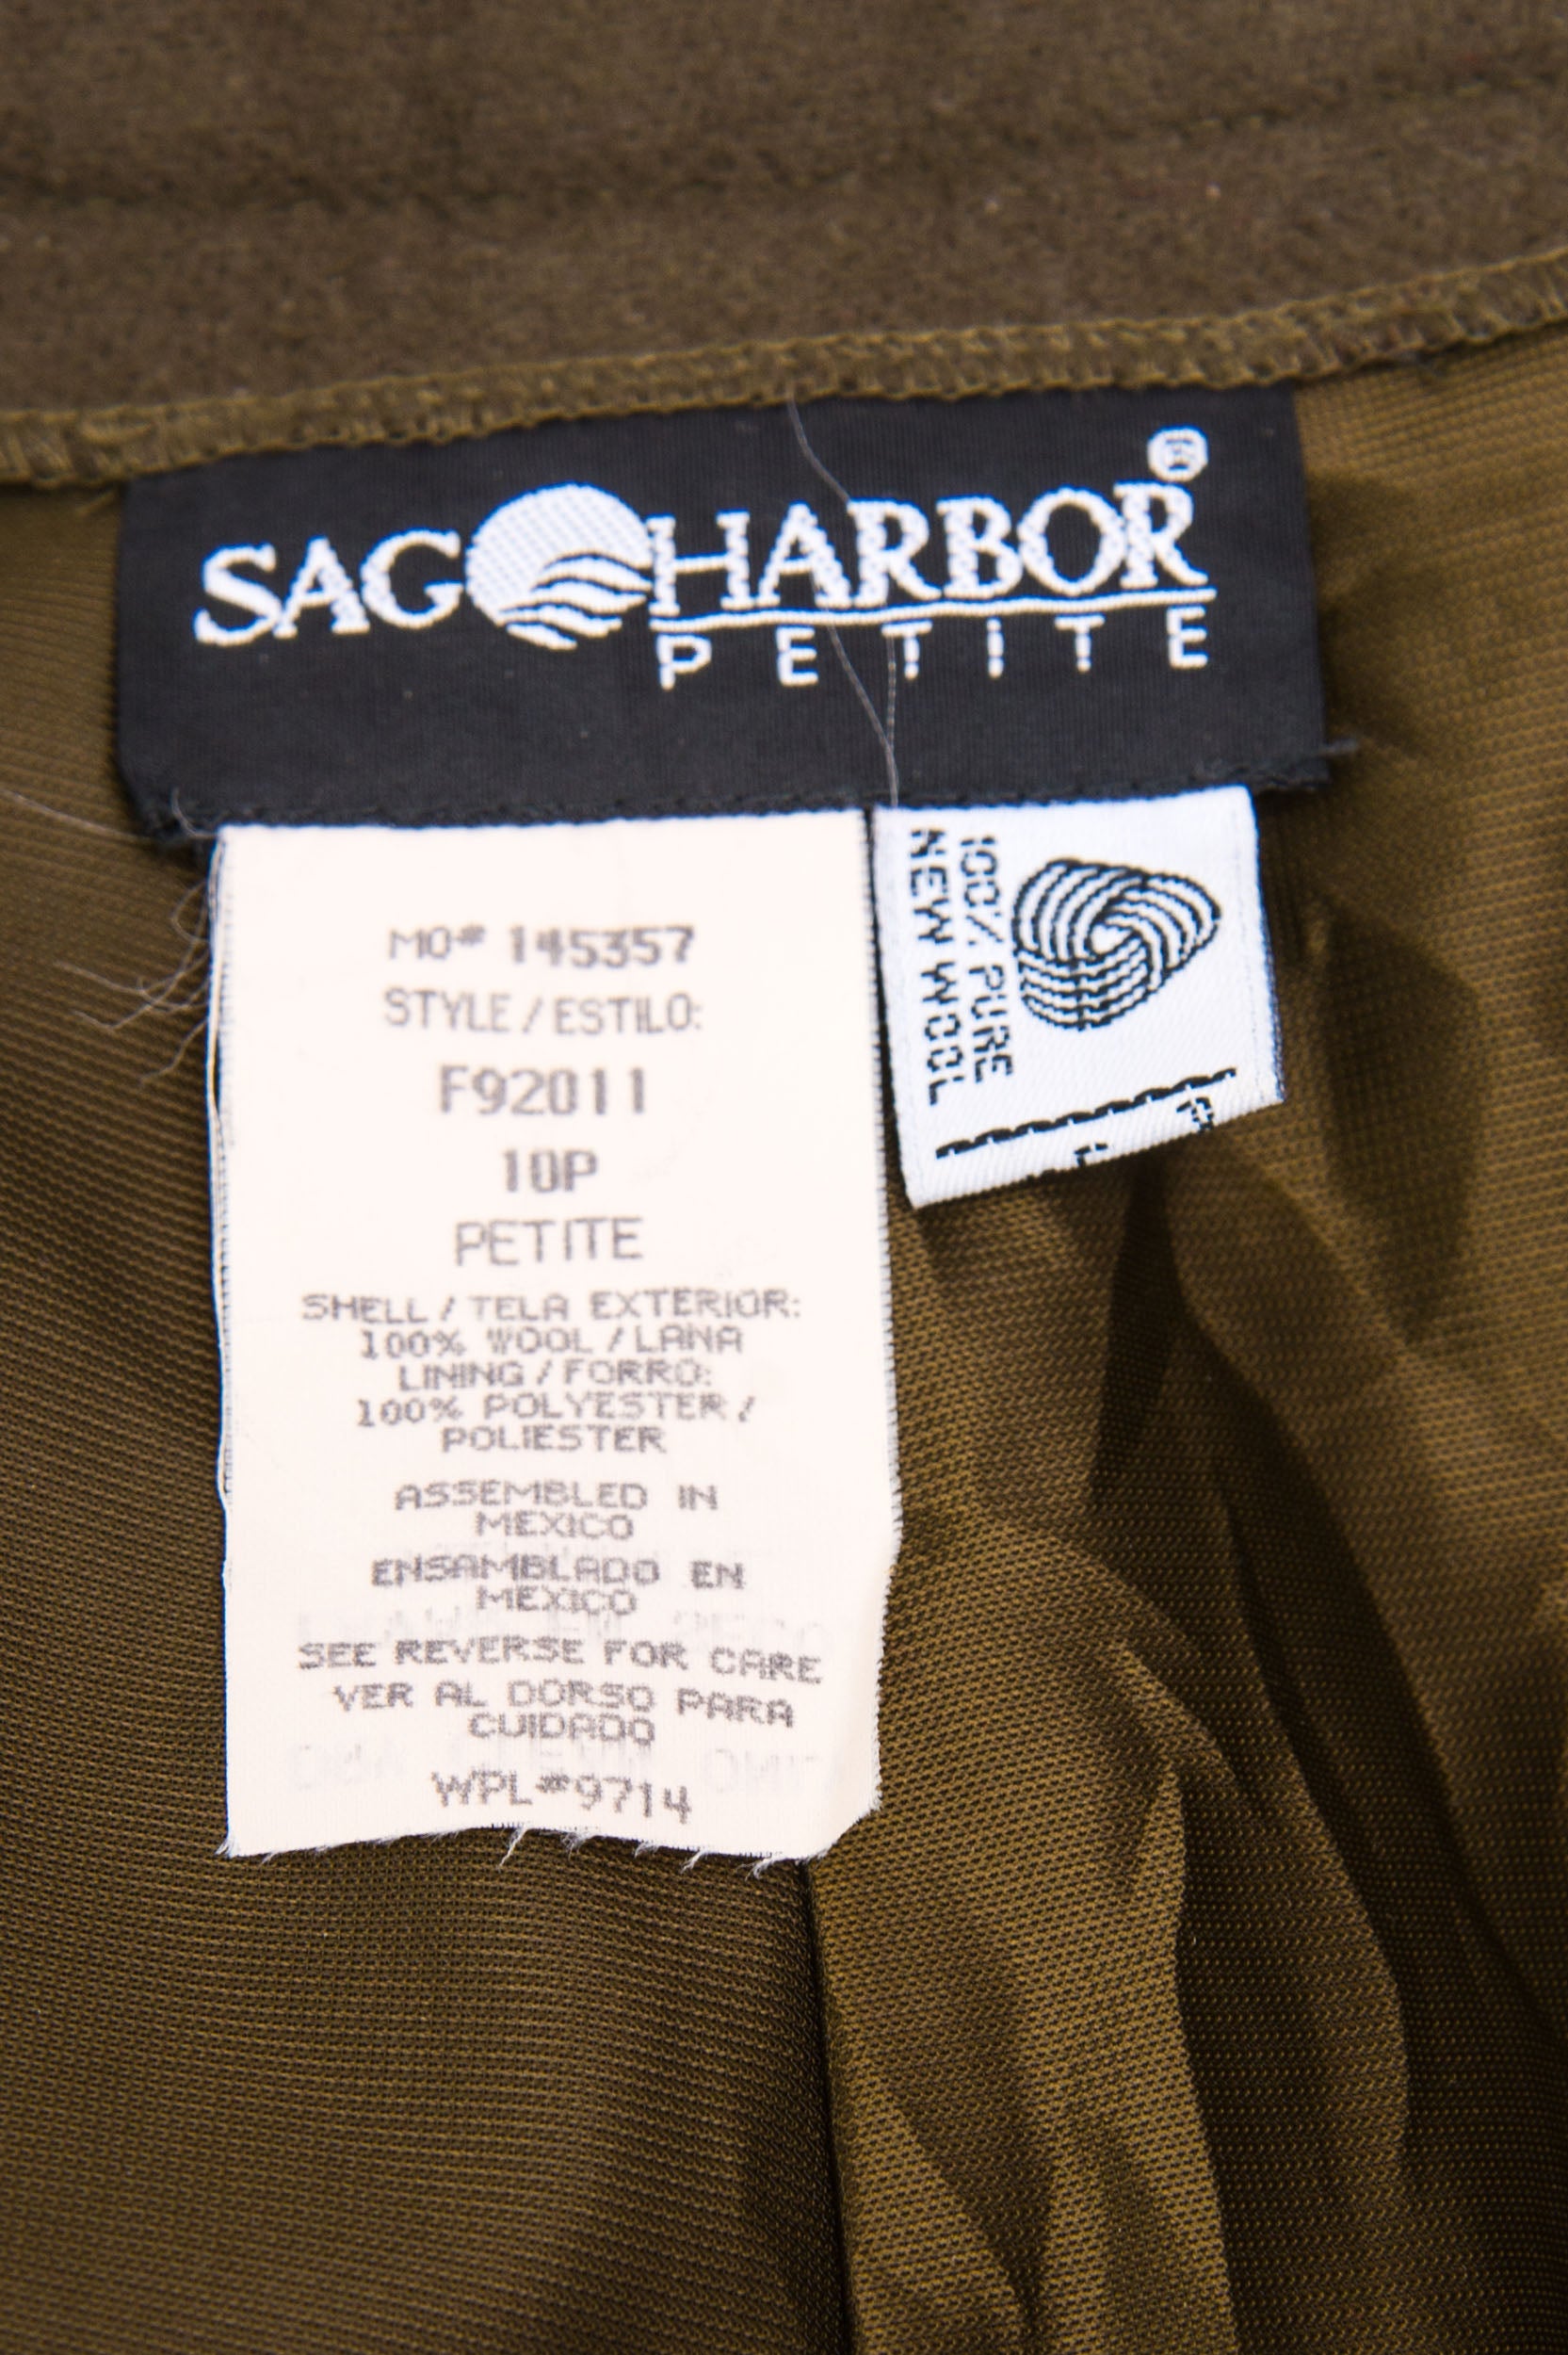 SAG HARBOR®
PETITE
MO# 145357
STYLE/ESTILO:
F92011
10P
PETITE
SHELL/TELA EXTERIOR:
100% WOOL/LANA
LINING/FORRO:
100% POLYESTER/
POLIESTER
ASSEMBLED IN
MEXICO
ENSAMBLADO EN
MEXICO
SEE REVERSE FOR CARE
VER AL DORSO PARA
CUIDADO
WPL#9714
100% PURE
NEW WOOL